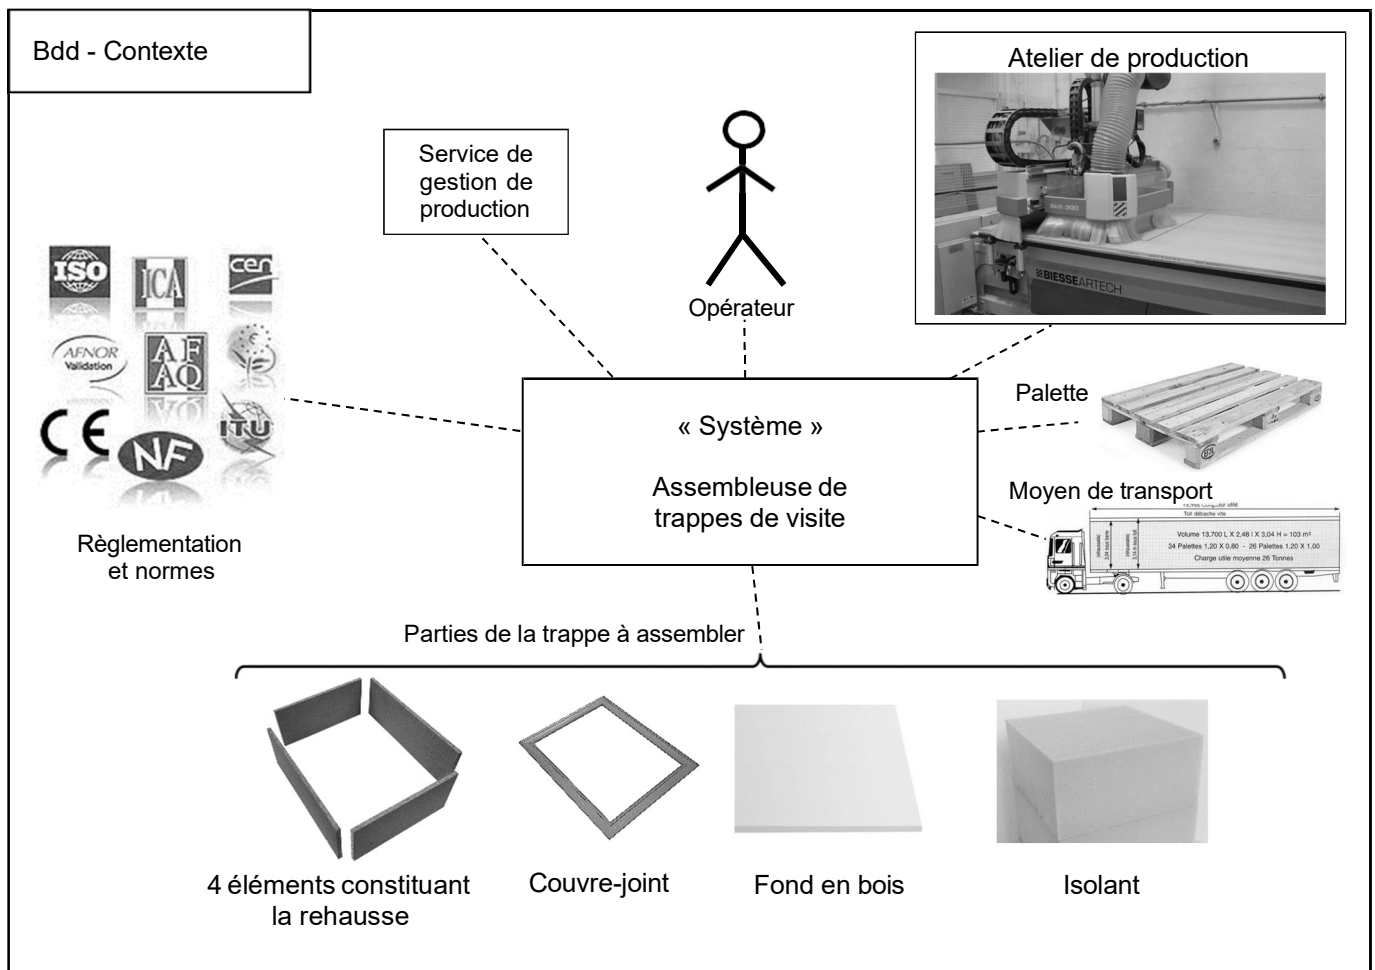 Bdd - Contexte
Atelier de production
BIESSEARTECH
Service de
gestion de
production
Opérateur
ISO
ICA
cen
AFNOR
Validation
AF
AQ
CE
NF
ITU
Règlementation
et normes
« Système »
Assembleuse de
trappes de visite
Palette
Moyen de transport
Toit débache vite
Volume 13,700 L X 2,48 l X 3,04 H = 103 m³
34 Palettes 1,20 X 0,80 - 26 Palettes 1,20 X 1,00
Charge utile moyenne 26 Tonnes
Parties de la trappe à assembler
4 éléments constituant
la rehausse
Couvre-joint
Fond en bois
Isolant